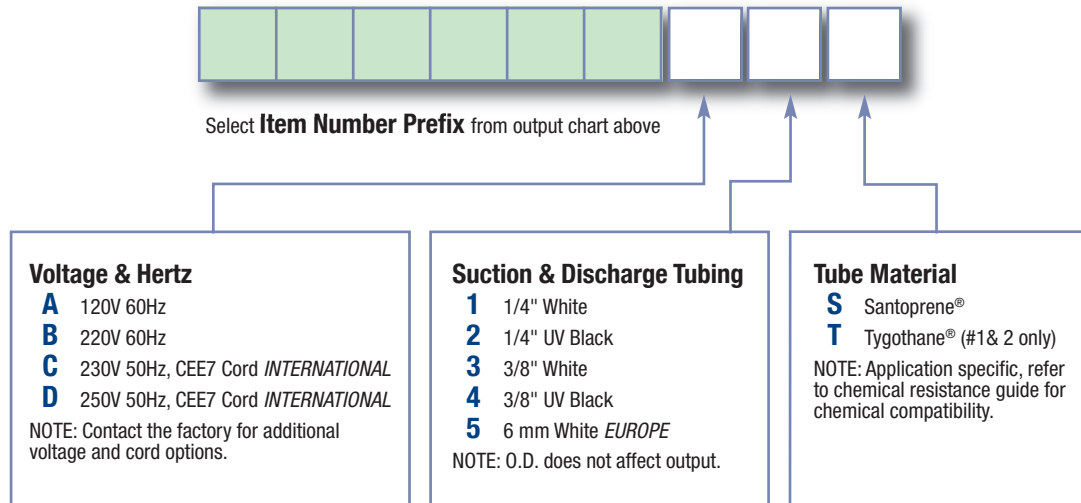 Select Item Number Prefix from output chart above
Voltage & Hertz
A 120V 60Hz
B 220V 60Hz
C 230V 50Hz, CEE7 Cord INTERNATIONAL
D 250V 50Hz, CEE7 Cord INTERNATIONAL
NOTE: Contact the factory for additional
voltage and cord options.
Suction & Discharge Tubing
1 1/4" White
2 1/4" UV Black
3 3/8" White
4 3/8" UV Black
5 6 mm White EUROPE
NOTE: O.D. does not affect output.
Tube Material
S Santoprene®
T Tygothane® (#1& 2 only)
NOTE: Application specific, refer
to chemical resistance guide for
chemical compatibility.